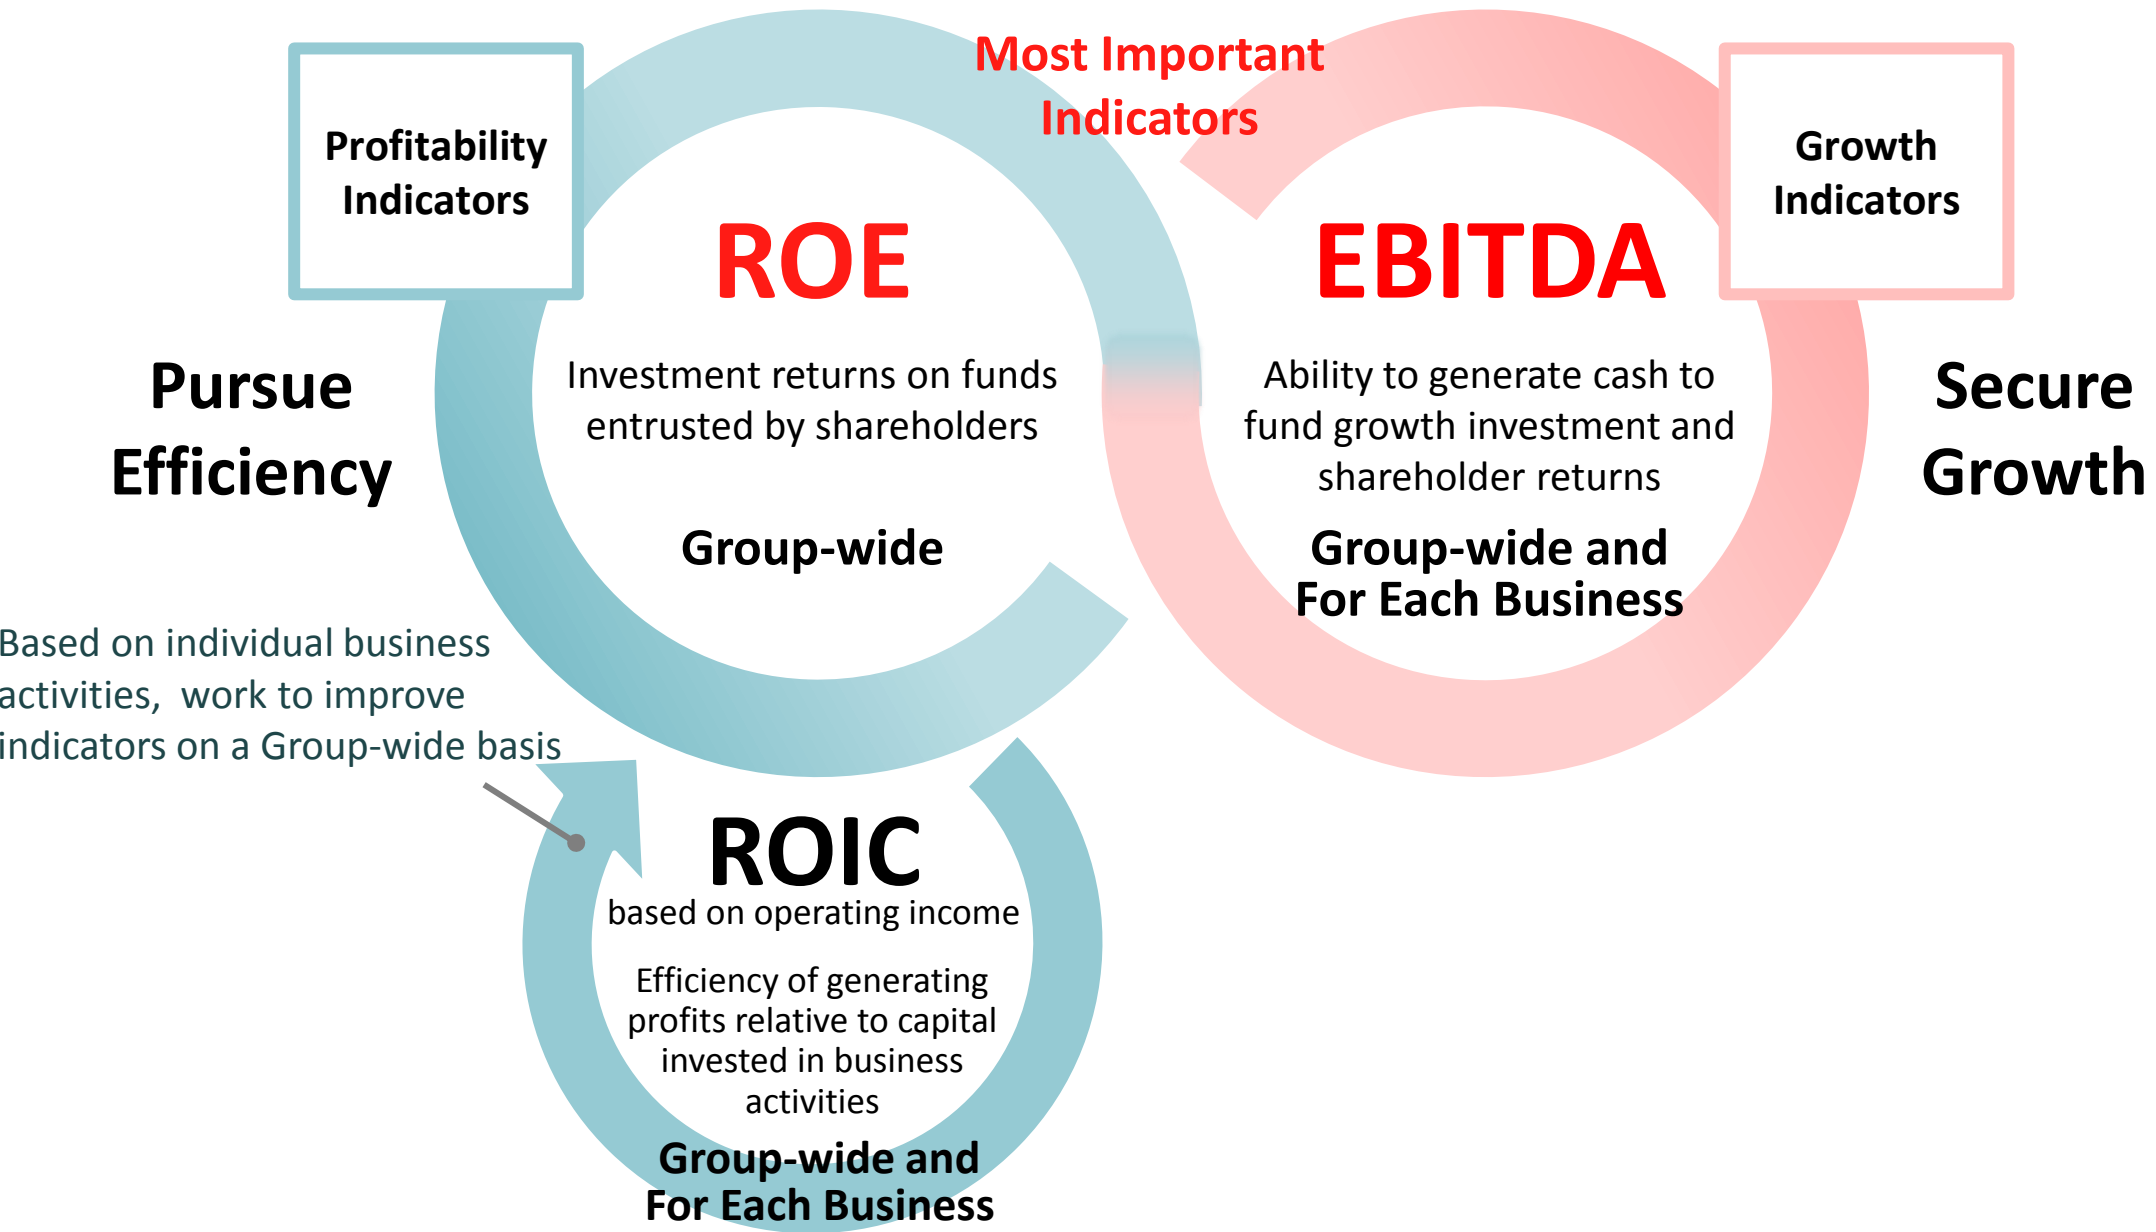 Most Important
Indicators
Profitability
Indicators
Growth
Indicators
ROE
EBITDA
Pursue
Efficiency
Investment returns on funds
entrusted by shareholders
Group-wide
Ability to generate cash to
fund growth investment and
shareholder returns
Group-wide and
For Each Business
Secure
Growth
Based on individual business
activities,  work to improve
indicators on a Group-wide basis
ROIC
based on operating income
Efficiency of generating
profits relative to capital
invested in business
activities
Group-wide and
For Each Business